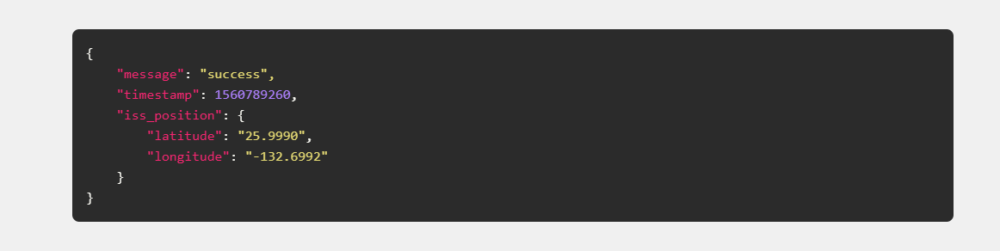 {
    "message": "success",
    "timestamp": 1560789260,
    "iss_position": {
        "latitude": "25.9990",
        "longitude": "-132.6992"
    }
}